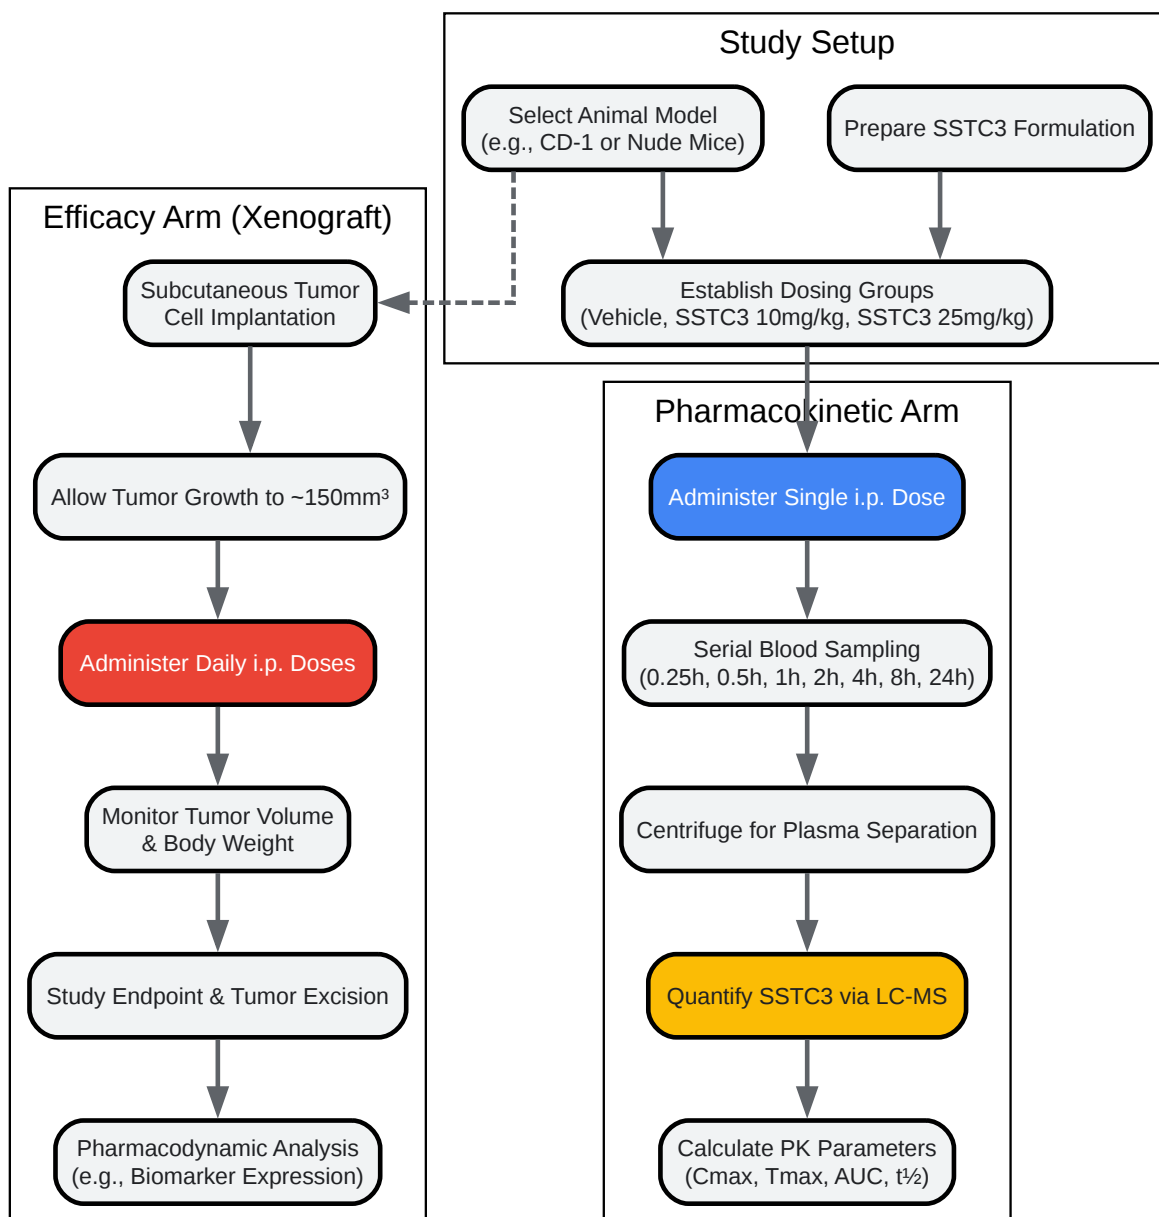 Study Setup
Select Animal Model
(e.g., CD-1 or Nude Mice)
Prepare SSTC3 Formulation
Establish Dosing Groups
(Vehicle, SSTC3 10mg/kg, SSTC3 25mg/kg)
Efficacy Arm (Xenograft)
Subcutaneous Tumor
Cell Implantation
Allow Tumor Growth to ~150mm³
Administer Daily i.p. Doses
Monitor Tumor Volume
& Body Weight
Study Endpoint & Tumor Excision
Pharmacodynamic Analysis
(e.g., Biomarker Expression)
Pharmacokinetic Arm
Administer Single i.p. Dose
Serial Blood Sampling
(0.25h, 0.5h, 1h, 2h, 4h, 8h, 24h)
Centrifuge for Plasma Separation
Quantify SSTC3 via LC-MS
Calculate PK Parameters
(Cmax, Tmax, AUC, t½)